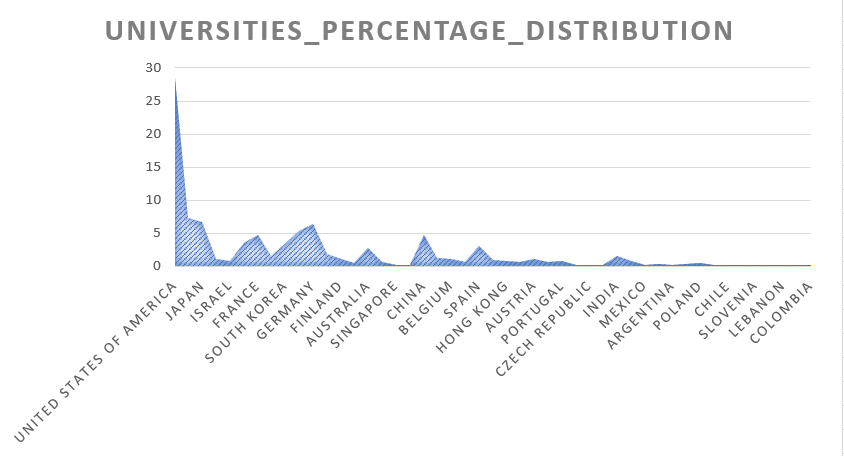 UNIVERSITIES_PERCENTAGE_DISTRIBUTION
30
25
20
15
10
5
0
UNITED STATES OF AMERICA
JAPAN
ISRAEL
FRANCE
SOUTH KOREA
GERMANY
FINLAND
AUSTRALIA
SINGAPORE
CHINA
BELGIUM
SPAIN
HONG KONG
AUSTRIA
PORTUGAL
CZECH REPUBLIC
INDIA
MEXICO
ARGENTINA
POLAND
CHILE
SLOVENIA
LEBANON
COLOMBIA